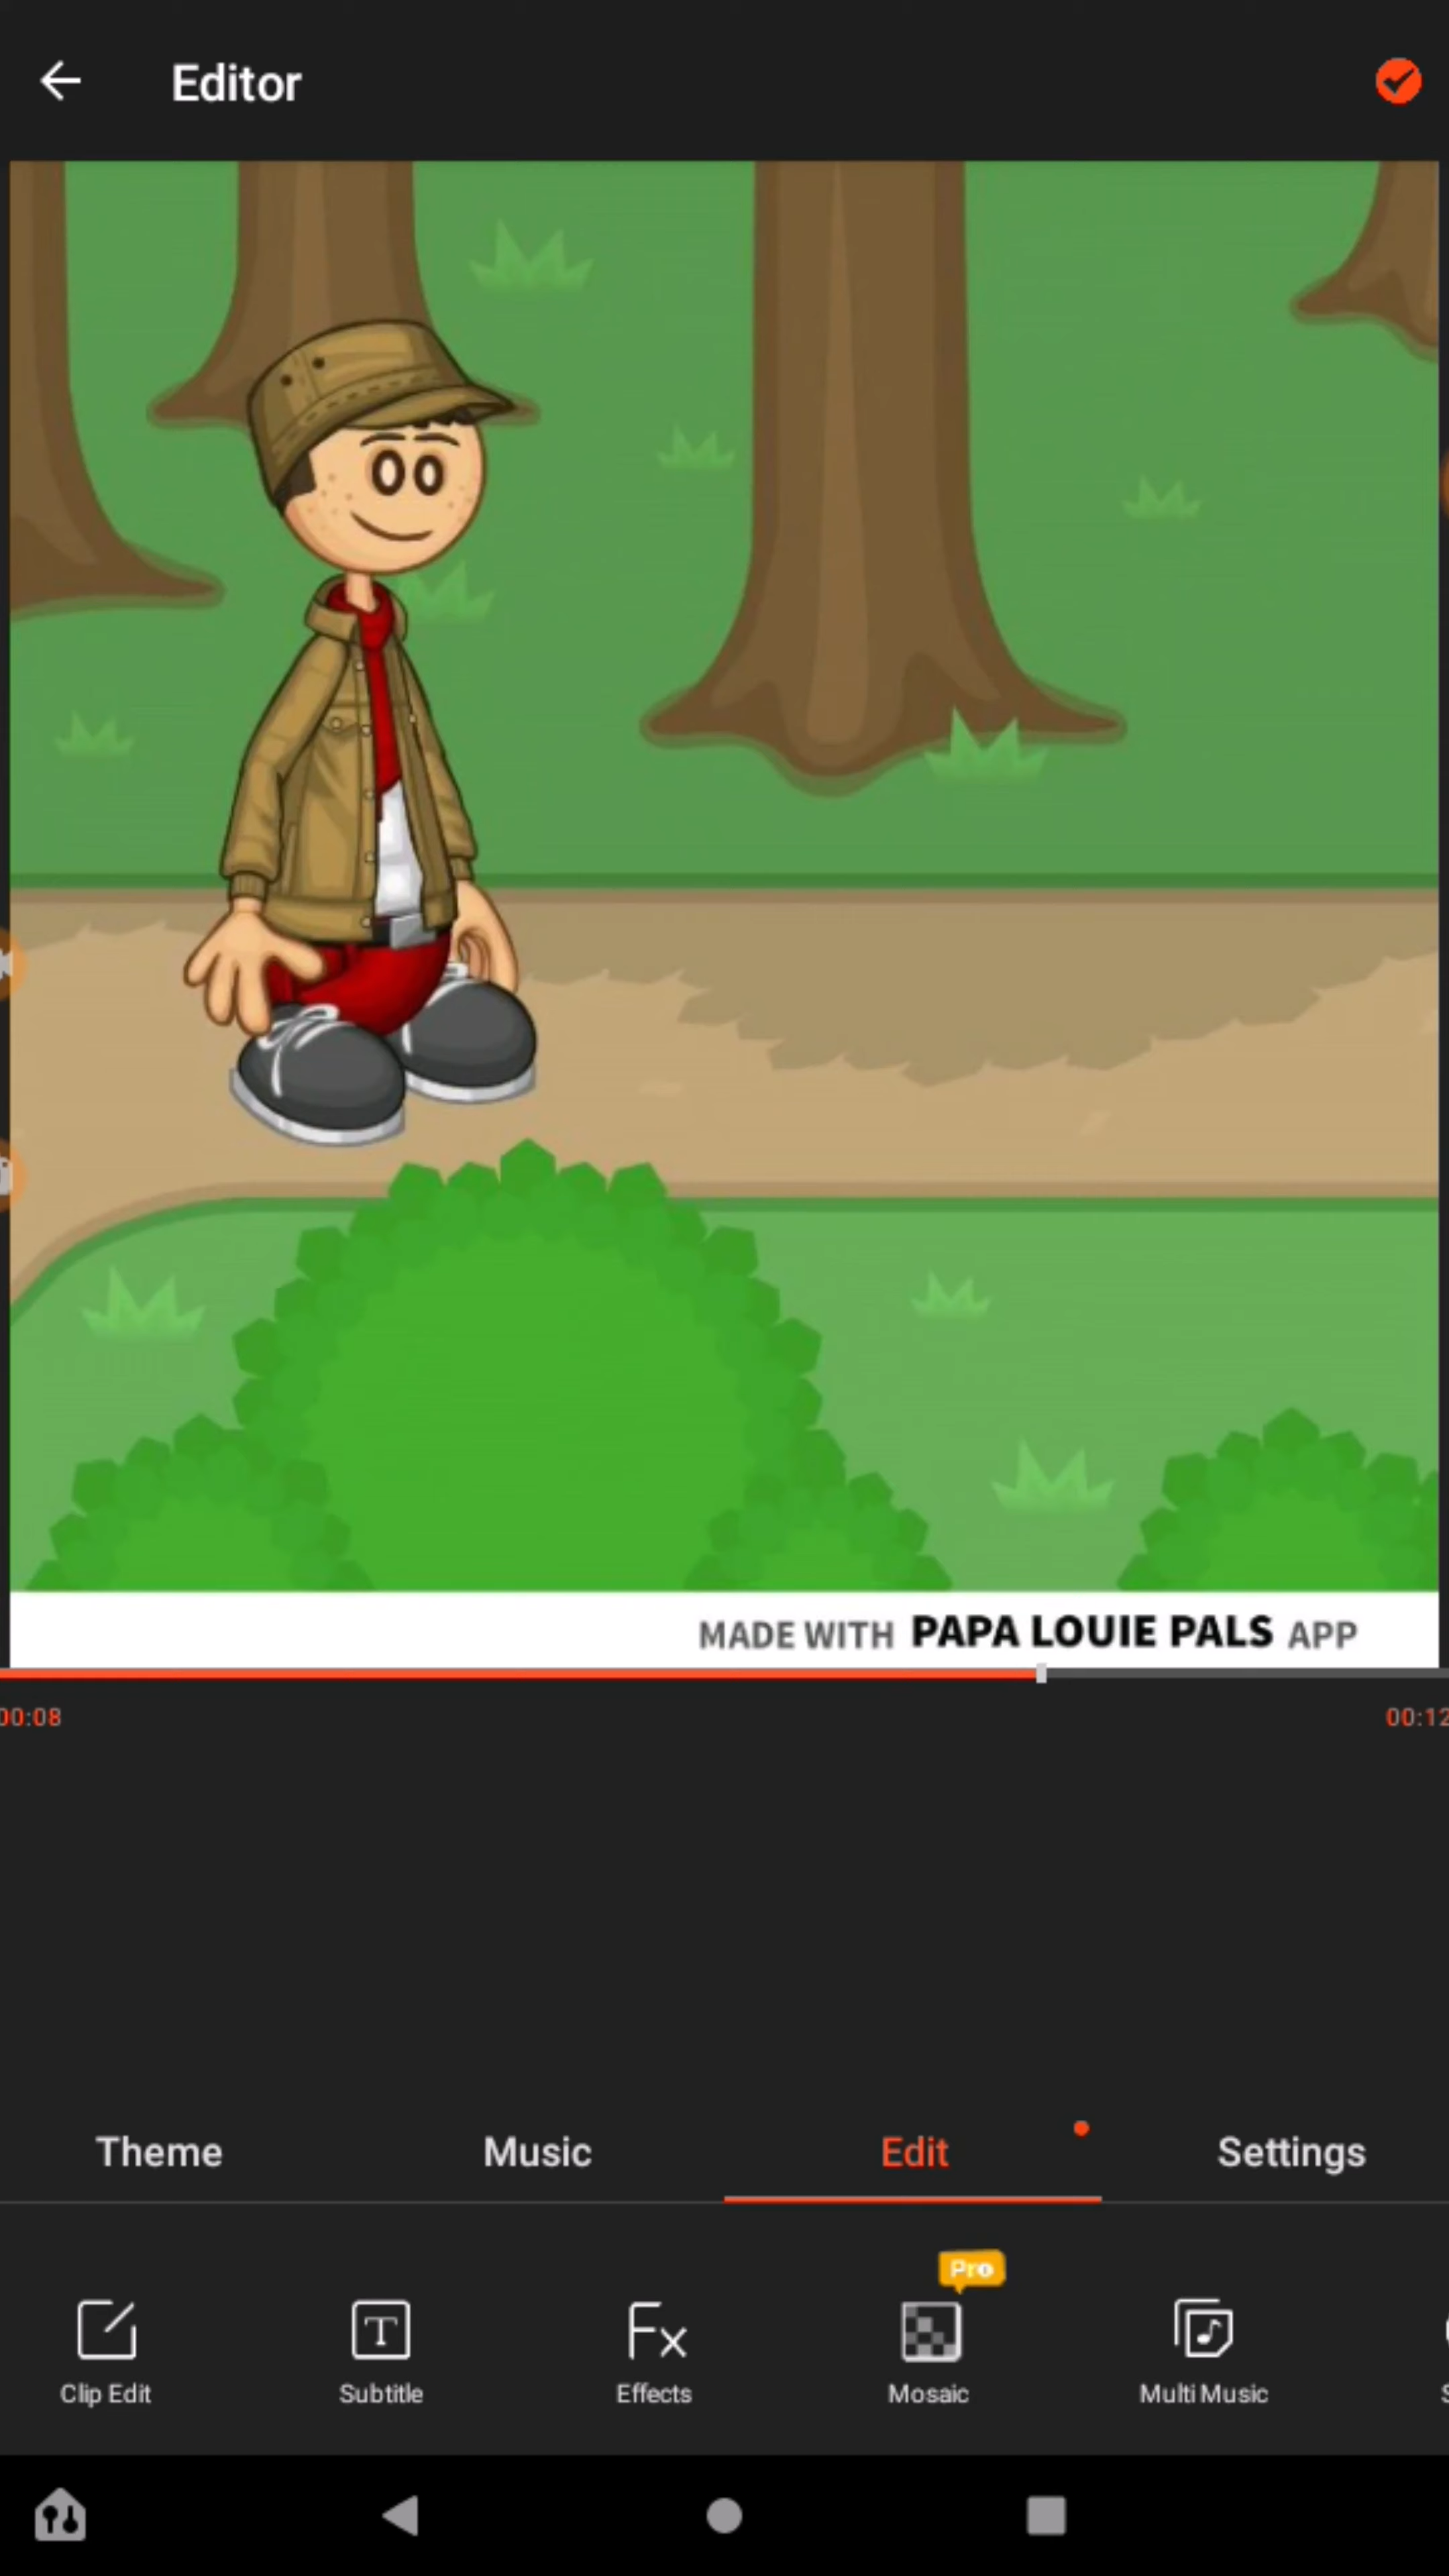 Editor
MADE WITH PAPA LOUIE PALS APP
00:08
00:12
Theme
Music
Edit
Settings
Pro
Clip Edit
Subtitle
Effects
Mosaic
Multi Music